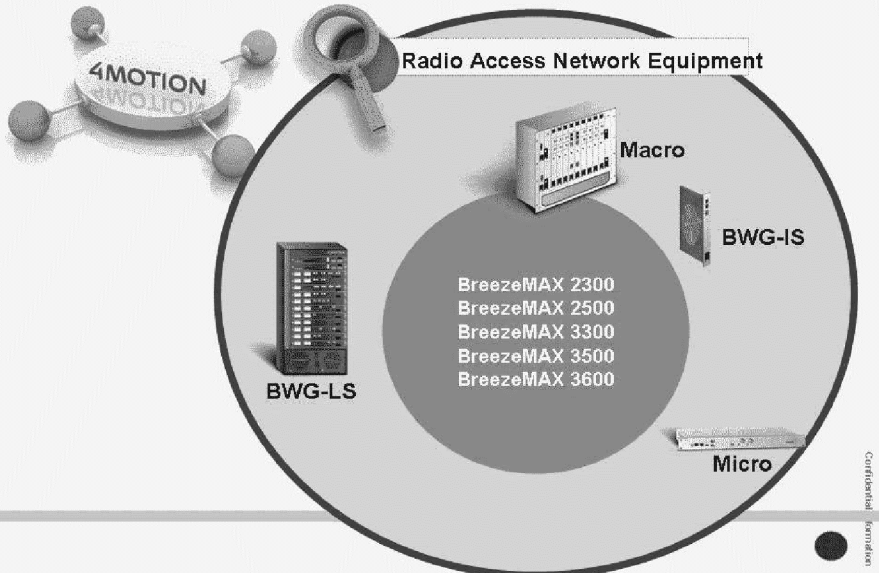 4MOTION
Radio Access Network Equipment
Macro
BWG-IS
BreezeMAX 2300
BreezeMAX 2500
BreezeMAX 3300
BreezeMAX 3500
BreezeMAX 3600
BWG-LS
Micro
Confidential